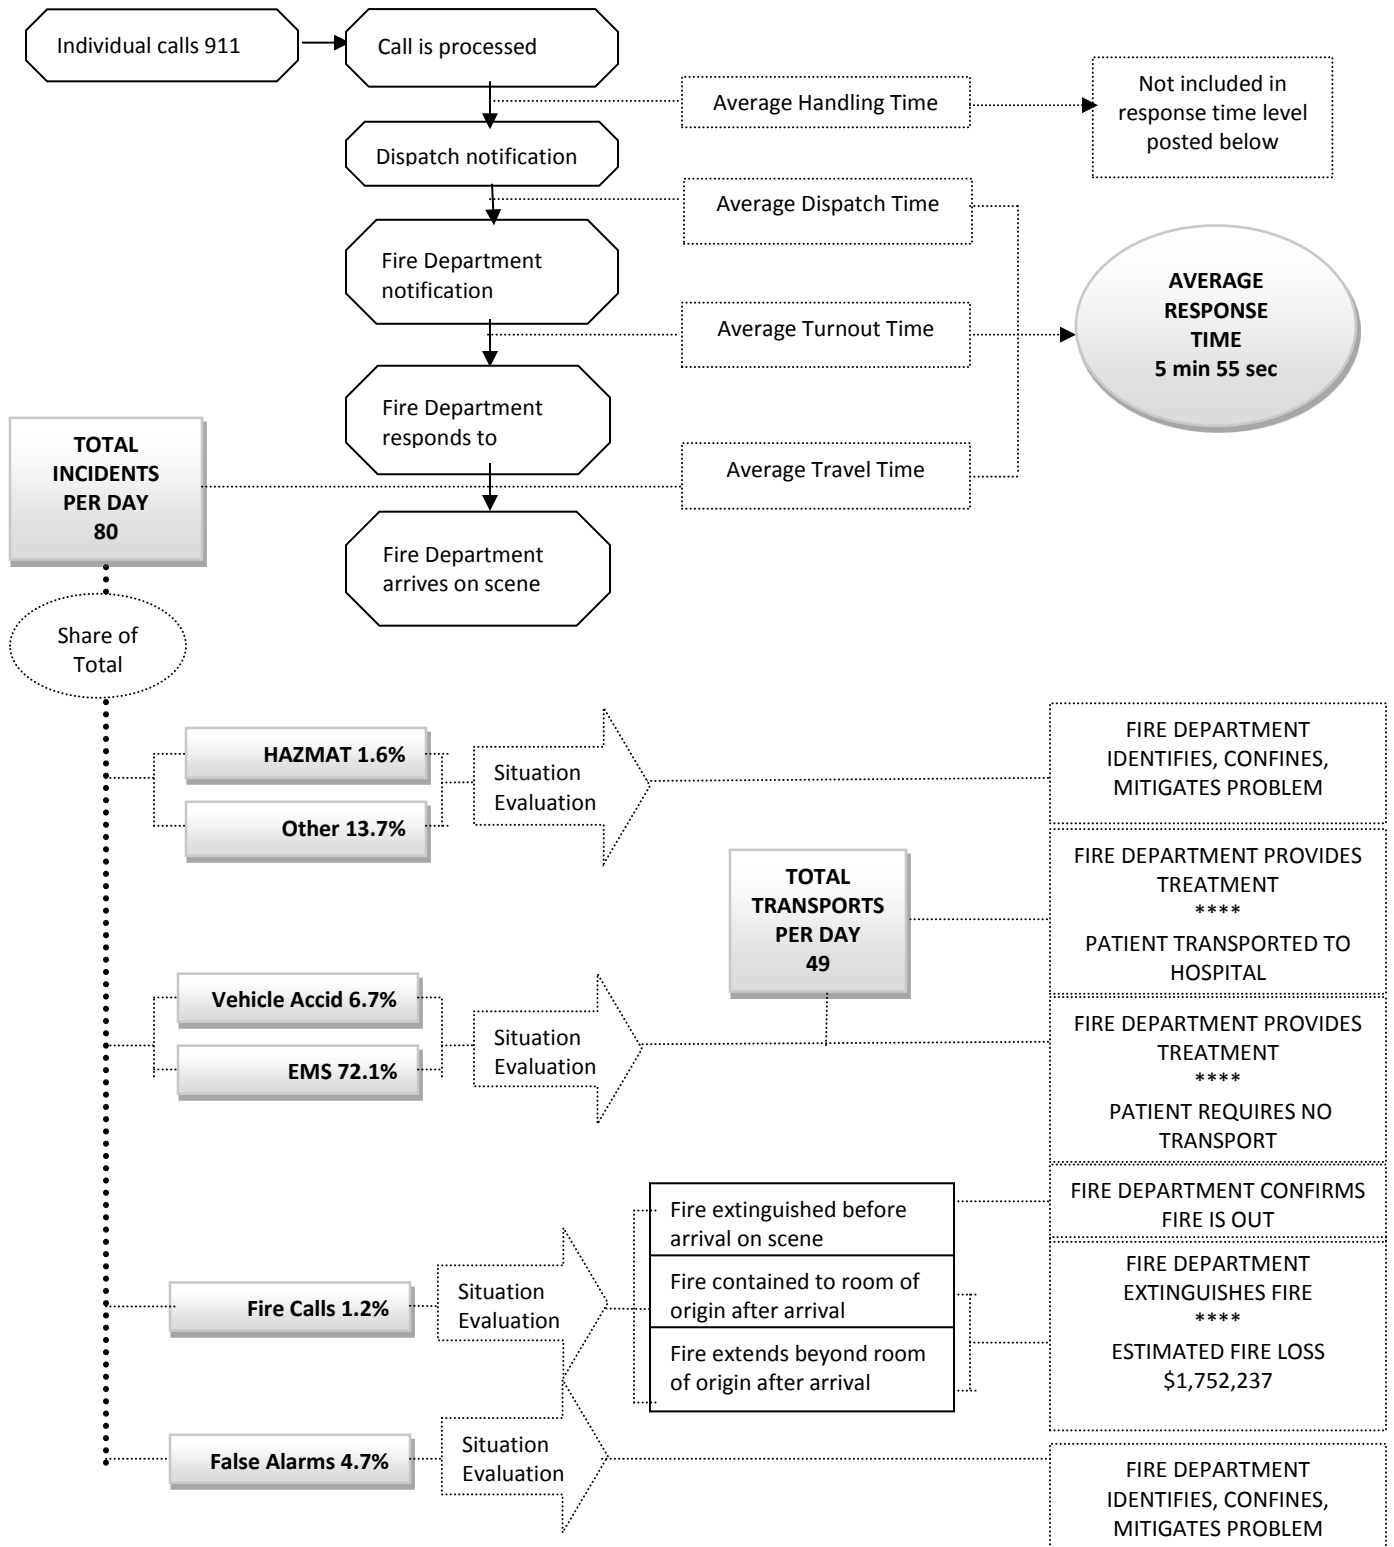 Individual calls 911
Call is processed
Average Handling Time
Not included in
response time level
posted below
Dispatch notification
Average Dispatch Time
Fire Department
notification
AVERAGE
RESPONSE
TIME
5 min 55 sec
Average Turnout Time
Fire Department
responds to
TOTAL
INCIDENTS
PER DAY
80
Average Travel Time
Fire Department
arrives on scene
Share of
Total
HAZMAT 1.6%
Other 13.7%
Situation
Evaluation
FIRE DEPARTMENT
IDENTIFIES, CONFINES,
MITIGATES PROBLEM
TOTAL
TRANSPORTS
PER DAY
49
FIRE DEPARTMENT PROVIDES
TREATMENT
****
PATIENT TRANSPORTED TO
HOSPITAL
Vehicle Accid 6.7%
EMS 72.1%
Situation
Evaluation
FIRE DEPARTMENT PROVIDES
TREATMENT
****
PATIENT REQUIRES NO
TRANSPORT
Fire Calls 1.2%
Situation
Evaluation
Fire extinguished before
arrival on scene
Fire contained to room of
origin after arrival
Fire extends beyond room
of origin after arrival
FIRE DEPARTMENT CONFIRMS
FIRE IS OUT
FIRE DEPARTMENT
EXTINGUISHES FIRE
****
ESTIMATED FIRE LOSS
$1,752,237
False Alarms 4.7%
Situation
Evaluation
FIRE DEPARTMENT
IDENTIFIES, CONFINES,
MITIGATES PROBLEM